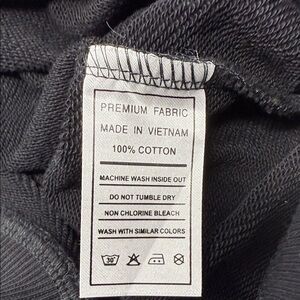 PREMIUM FABRIC
MADE IN VIETNAM
100% COTTON
MACHINE WASH INSIDE OUT
DO NOT TUMBLE DRY
NON CHLORINE BLEACH
WASH WITH SIMILAR COLORS
30°